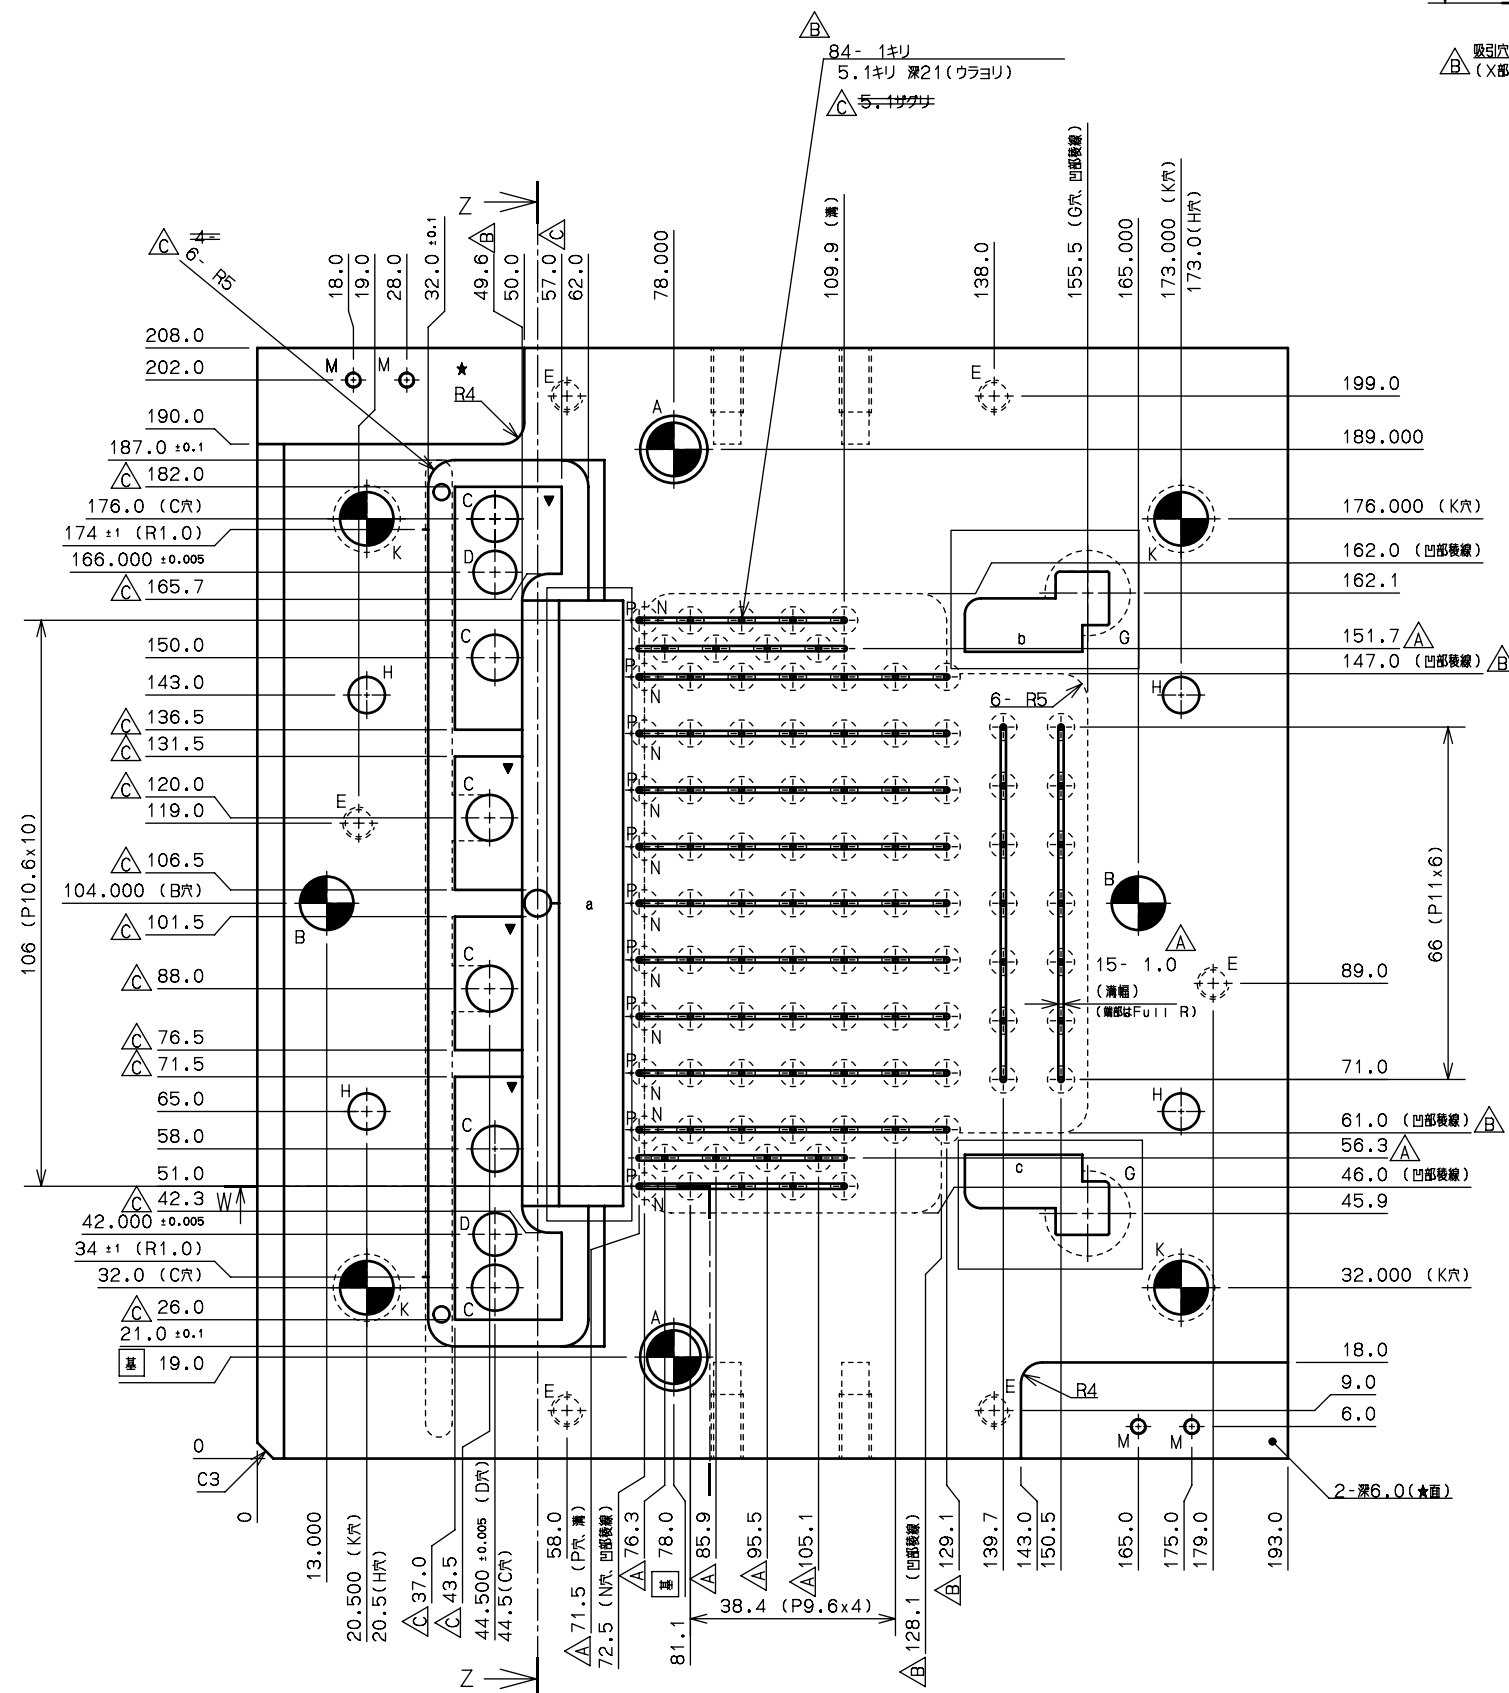 B
84- 1キリ
5.1キリ 深21(ウラヨリ)
C 5.1ザグリ
B 吸引穴
(X部
C 4-
6- R5
Z
18.0
19.0
28.0
32.0 ±0.1
49.6 B
50.0
57.0 C
62.0
78.000
109.9 (溝)
138.0
155.5 (G穴、凹部稜線)
165.000
173.000 (K穴)
173.0(H穴)
208.0
202.0
190.0
187.0 ±0.1
C 182.0
176.0 (C穴)
174 ±1 (R1.0)
166.000 ±0.005
C 165.7
150.0
143.0
C 136.5
C 131.5
C 120.0
119.0
C 106.5
104.000 (B穴)
C 101.5
C 88.0
C 76.5
C 71.5
65.0
58.0
51.0
C 42.3
42.000 ±0.005
34 ±1 (R1.0)
32.0 (C穴)
C 26.0
21.0 ±0.1
基 19.0
0
C3
106 (P10.6x10)
M M ★
R4
E E
A
K K
C
D
C
H H
E
C
B B
C
H H
C
D
C
K K
A
E E
R4
M M
W
a
b G
c G
P N
P N
P N
P N
P N
P N
P N
P N
P N
P N
P N
6- R5
A
15- 1.0
(溝幅)
(端部はFull R)
E
199.0
189.000
176.000 (K穴)
162.0 (凹部稜線)
162.1
151.7 A
147.0 (凹部稜線) B
66 (P11x6)
89.0
71.0
61.0 (凹部稜線) B
56.3 A
46.0 (凹部稜線)
45.9
32.000 (K穴)
18.0
9.0
6.0
2-深6.0(★面)
0
13.000
20.500 (K穴)
20.5(H穴)
C 37.0
C 43.5
44.500 ±0.005 (D穴)
44.5(C穴)
58.0
A 71.5 (P穴、溝)
72.5 (N穴、凹部稜線)
A 76.3
基 78.0
81.1
A 85.9
A 95.5
A 105.1
38.4 (P9.6x4)
B 128.1 (凹部稜線)
B 129.1
139.7
143.0
150.5
165.0
175.0
179.0
193.0
Z